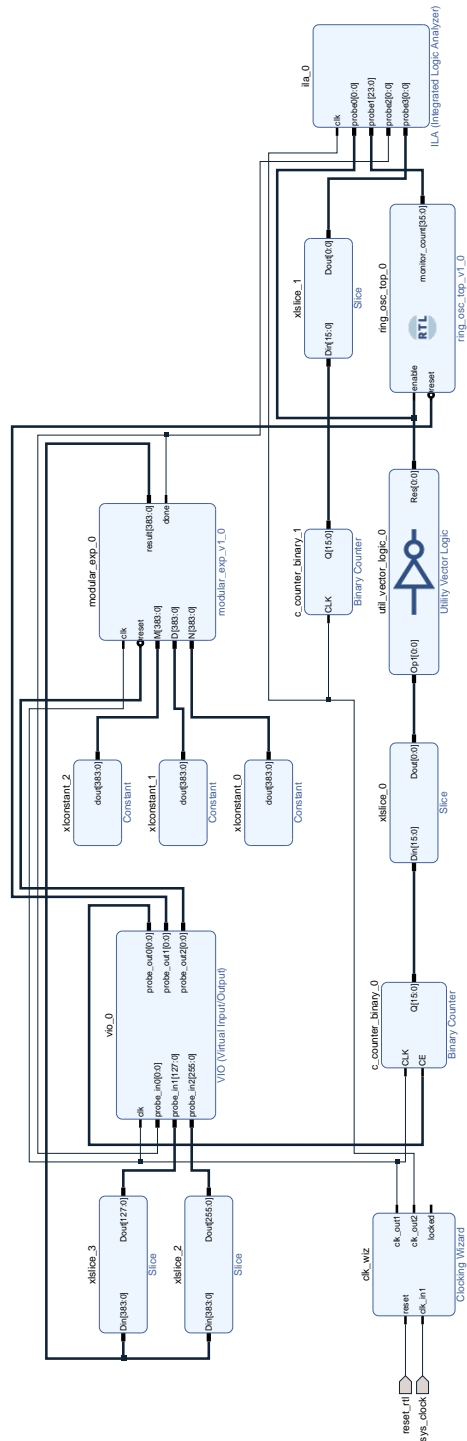 reset_rtl
sys_clock
clk_wiz
reset
clk_in1
clk_out1
clk_out2
locked
Clocking Wizard
xlslice_3
Din[383:0]
Dout[127:0]
Slice
xlslice_2
Din[383:0]
Dout[255:0]
Slice
vio_0
clk
probe_in0[0:0]
probe_in1[127:0]
probe_in2[255:0]
probe_out0[0:0]
probe_out1[0:0]
probe_out2[0:0]
VIO (Virtual Input/Output)
c_counter_binary_0
CLK
CE
Q[15:0]
Binary Counter
xlconstant_2
dout[383:0]
Constant
xlconstant_1
dout[383:0]
Constant
xlconstant_0
dout[383:0]
Constant
xlslice_0
Din[15:0]
Dout[0:0]
Slice
modular_exp_0
clk
reset
M[383:0]
D[383:0]
N[383:0]
result[383:0]
done
modular_exp_v1_0
c_counter_binary_1
CLK
Q[15:0]
Binary Counter
util_vector_logic_0
Op1[0:0]
Res[0:0]
Utility Vector Logic
xlslice_1
Din[15:0]
Dout[0:0]
Slice
ring_osc_top_0
enable
reset
RTL
monitor_count[35:0]
ring_osc_top_v1_0
ila_0
clk
probe0[0:0]
probe1[23:0]
probe2[0:0]
probe3[0:0]
ILA (Integrated Logic Analyzer)